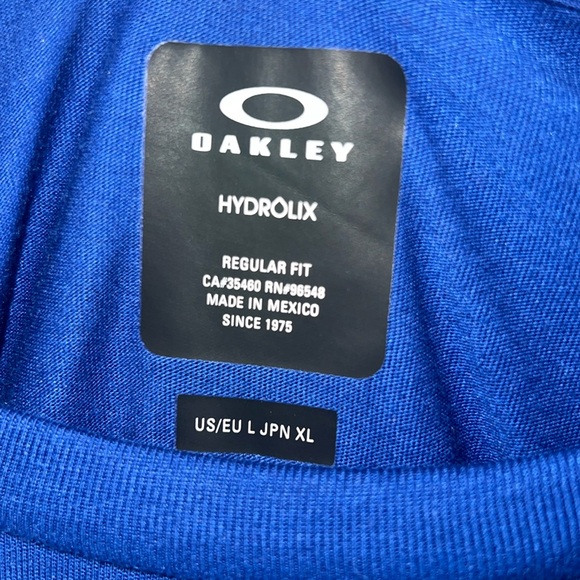 OAKLEY
HYDROLIX
REGULAR FIT
CA#35460 RN#96548
MADE IN MEXICO
SINCE 1975
US/EU L JPN XL